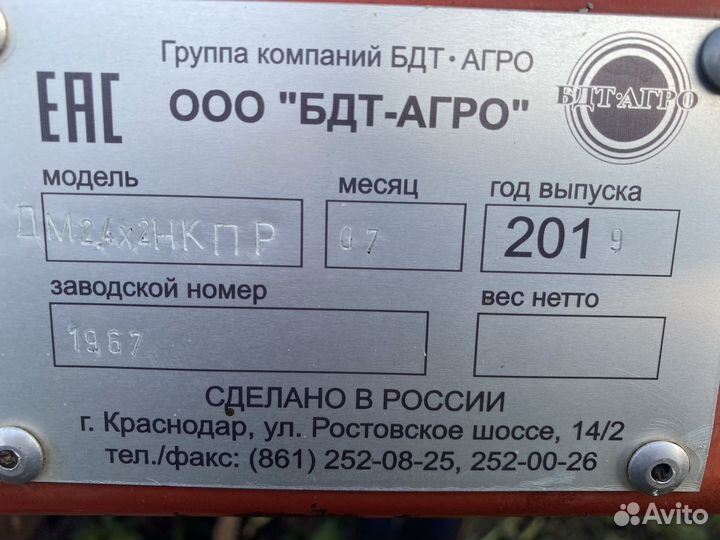 Группа компаний БДТ・АГРО
ЕАС
ООО "БДТ-АГРО"
БДТ・АГРО
модель
месяц
год выпуска
ДМ2,4х2НКПР
07
2019
заводской номер
вес нетто
1967
СДЕЛАНО В РОССИИ
г. Краснодар, ул. Ростовское шоссе, 14/2
тел./факс: (861) 252-08-25, 252-00-26
Avito